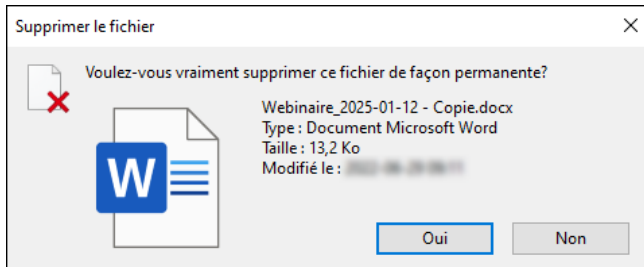 Supprimer le fichier
Voulez-vous vraiment supprimer ce fichier de façon permanente?
Webinaire_2025-01-12 - Copie.docx
Type : Document Microsoft Word
Taille : 13,2 Ko
Modifié le :
W
Oui
Non